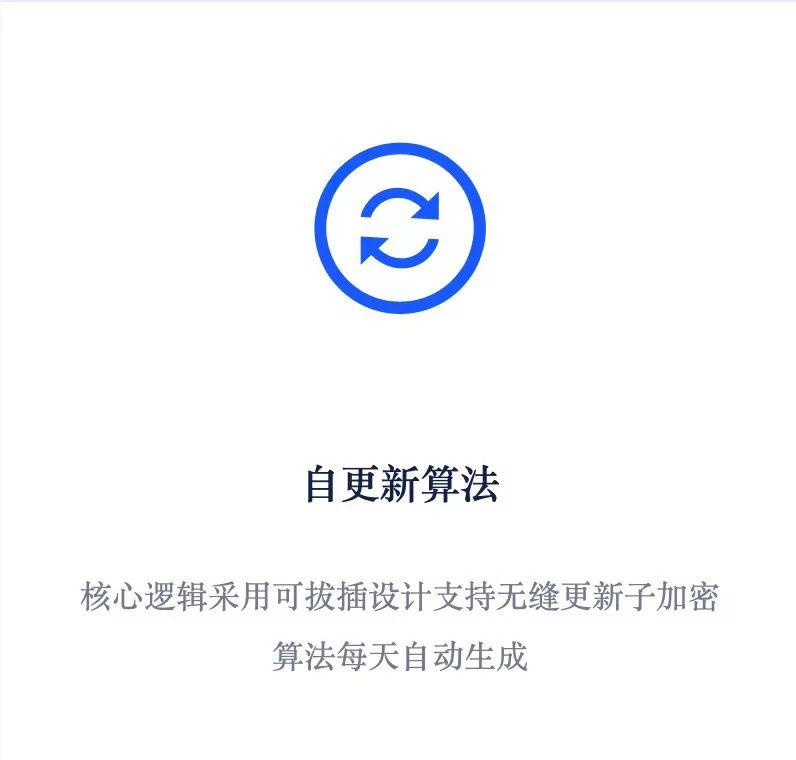 自更新算法
核心逻辑采用可拔插设计支持无缝更新子加密
算法每天自动生成